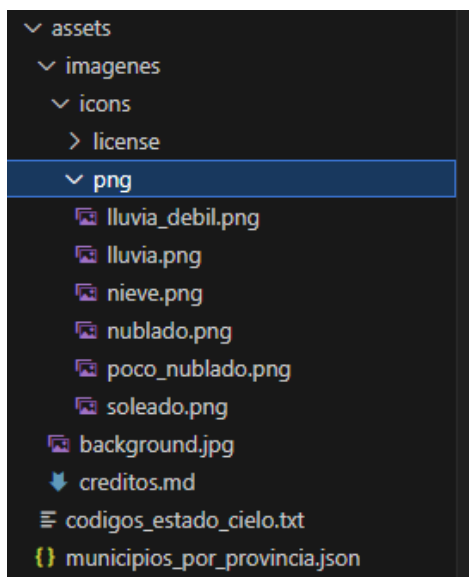 assets
imagenes
icons
license
png
lluvia_debil.png
lluvia.png
nieve.png
nublado.png
poco_nublado.png
soleado.png
background.jpg
creditos.md
codigos_estado_cielo.txt
municipios_por_provincia.json